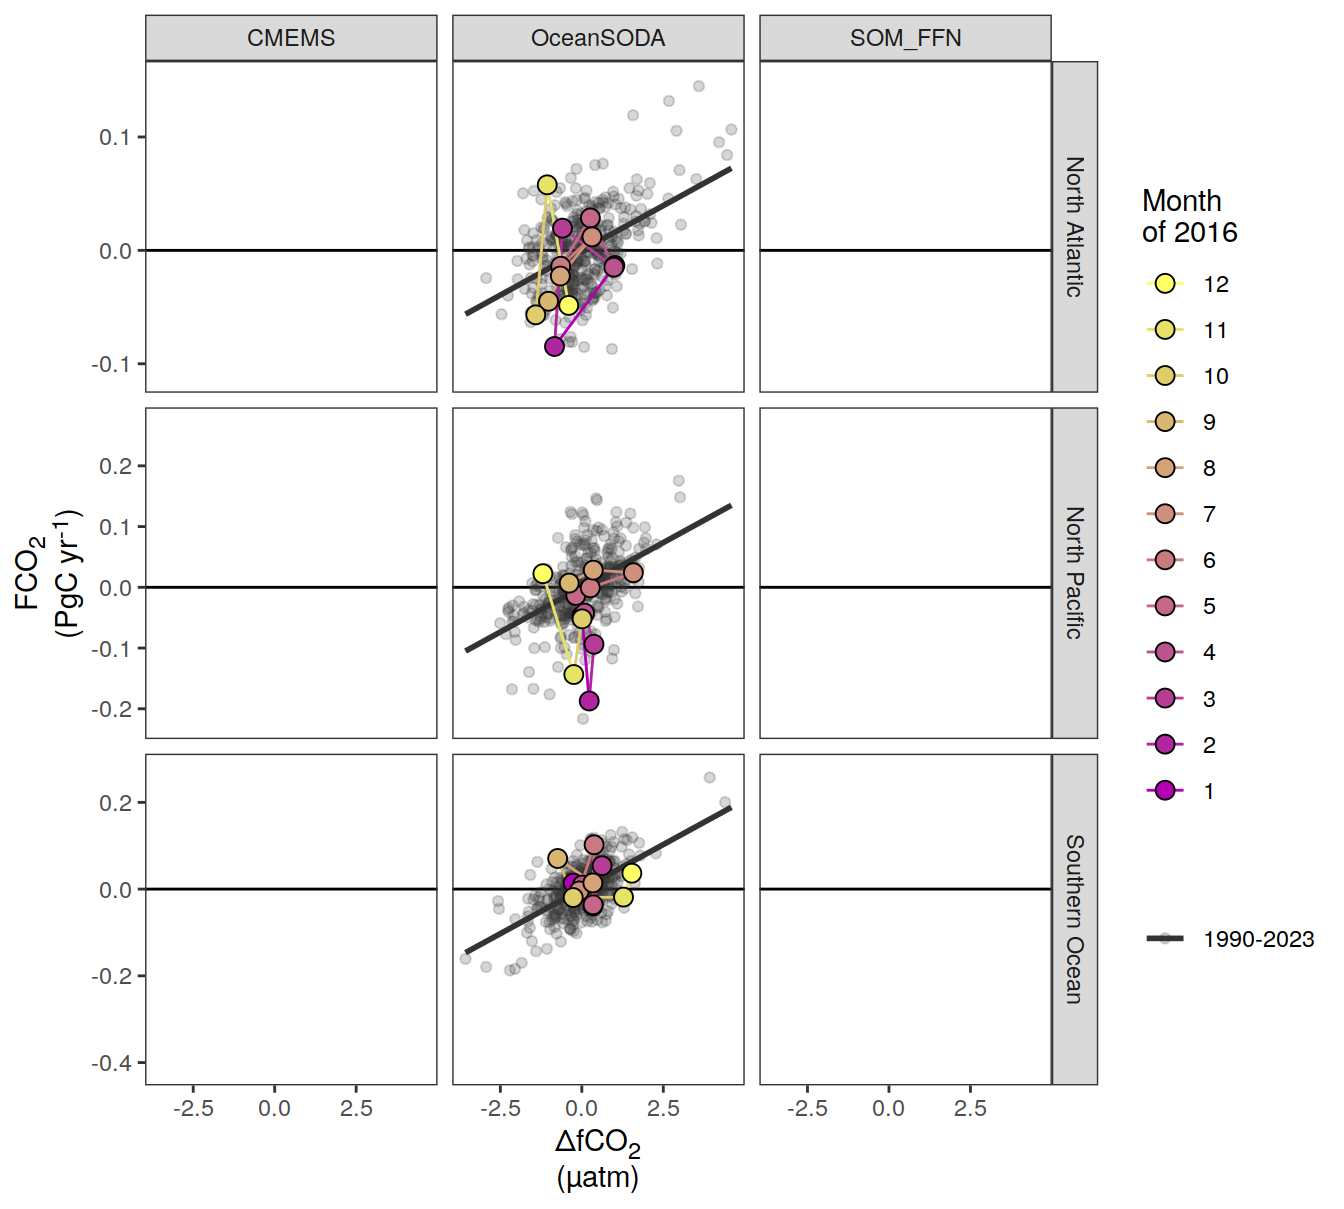 CMEMS
OceanSODA
SOM_FFN
0.1
0.0
-0.1
North Atlantic
0.2
0.1
0.0
-0.1
-0.2
North Pacific
0.2
0.0
-0.2
-0.4
Southern Ocean
-2.5 0.0 2.5
-2.5 0.0 2.5
-2.5 0.0 2.5
FCO₂
(PgC yr⁻¹)
ΔfCO₂
(µatm)
Month
of 2016
12
11
10
9
8
7
6
5
4
3
2
1
1990-2023